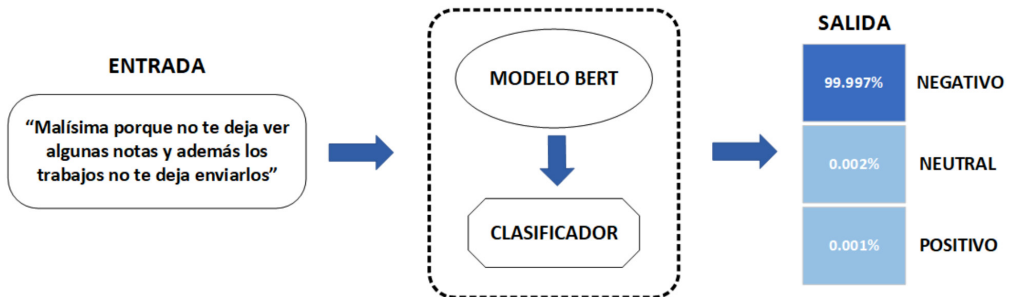 ENTRADA
“Malísima porque no te deja ver
algunas notas y además los
trabajos no te deja enviarlos”
MODELO BERT
CLASIFICADOR
SALIDA
99.997% NEGATIVO
0.002% NEUTRAL
0.001% POSITIVO